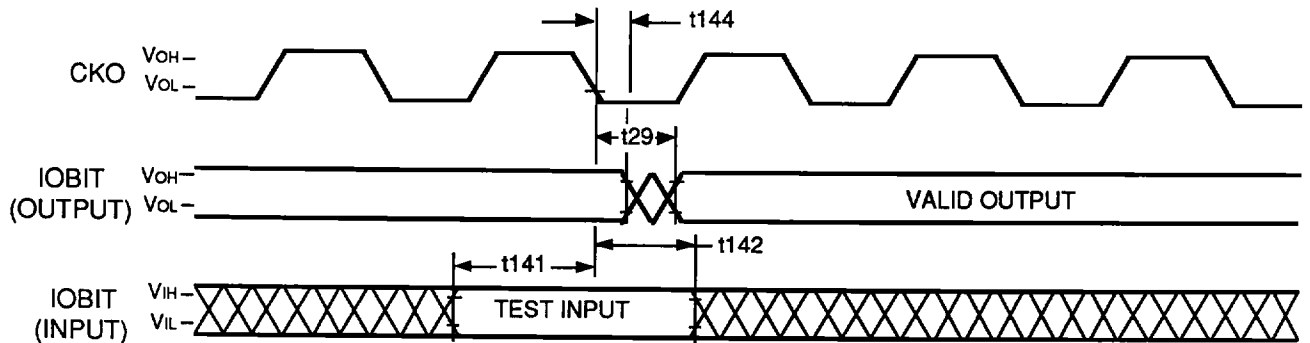 t144
CKO
VOH
VOL
t29
IOBIT
(OUTPUT)
VOH
VOL
VALID OUTPUT
t142
t141
IOBIT
(INPUT)
VIH
VIL
TEST INPUT